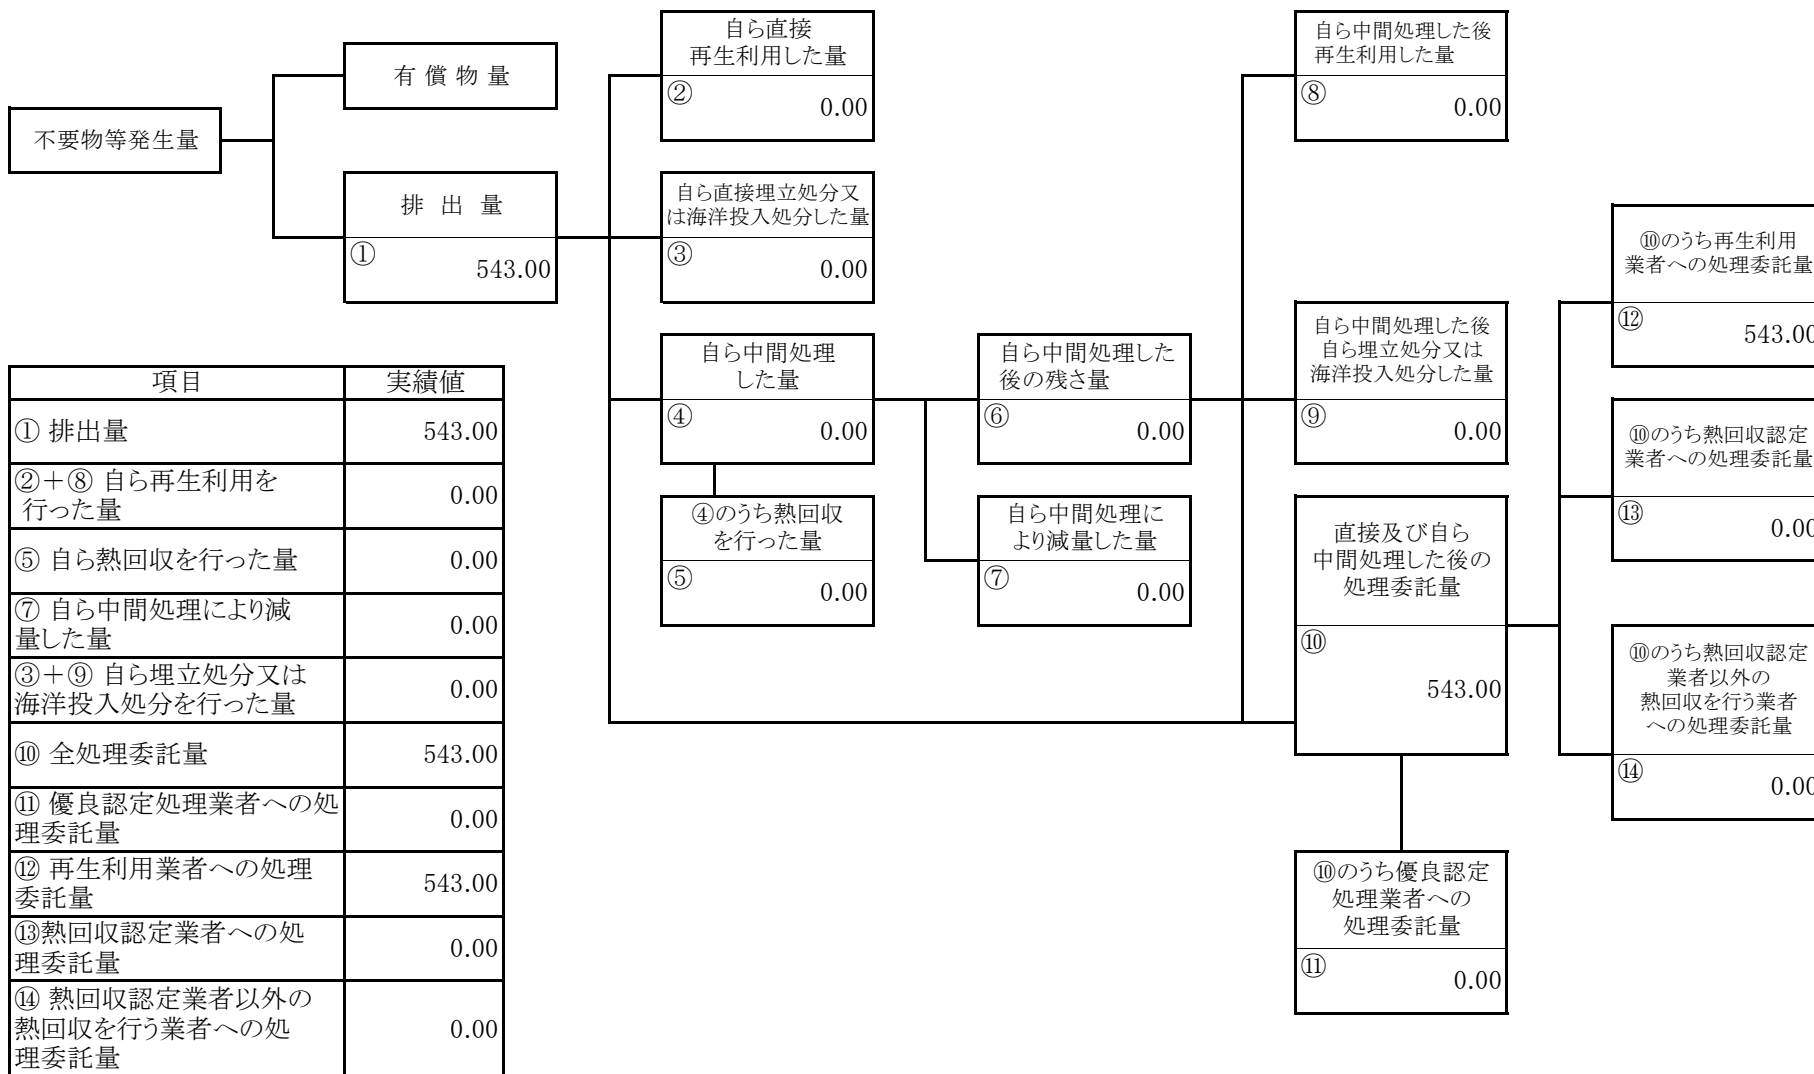 不要物等発生量
有 償 物 量
排 出 量
①
543.00
自ら直接
再生利用した量
②
0.00
自ら直接埋立処分又
は海洋投入処分した量
③
0.00
自ら中間処理
した量
④
0.00
④のうち熱回収
を行った量
⑤
0.00
自ら中間処理した
後の残さ量
⑥
0.00
自ら中間処理に
より減量した量
⑦
0.00
自ら中間処理した後
再生利用した量
⑧
0.00
自ら中間処理した後
自ら埋立処分又は
海洋投入処分した量
⑨
0.00
直接及び自ら
中間処理した後の
処理委託量
⑩
543.00
⑩のうち優良認定
処理業者への
処理委託量
⑪
0.00
⑩のうち再生利用
業者への処理委託量
⑫
543.00
⑩のうち熱回収認定
業者への処理委託量
⑬
0.00
⑩のうち熱回収認定
業者以外の
熱回収を行う業者
への処理委託量
⑭
0.00
項目 実績値
① 排出量 543.00
②+⑧ 自ら再生利用を
行った量 0.00
⑤ 自ら熱回収を行った量 0.00
⑦ 自ら中間処理により減
量した量 0.00
③+⑨ 自ら埋立処分又は
海洋投入処分を行った量 0.00
⑩ 全処理委託量 543.00
⑪ 優良認定処理業者への処
理委託量 0.00
⑫ 再生利用業者への処理
委託量 543.00
⑬熱回収認定業者への処
理委託量 0.00
⑭ 熱回収認定業者以外の
熱回収を行う業者への処
理委託量 0.00